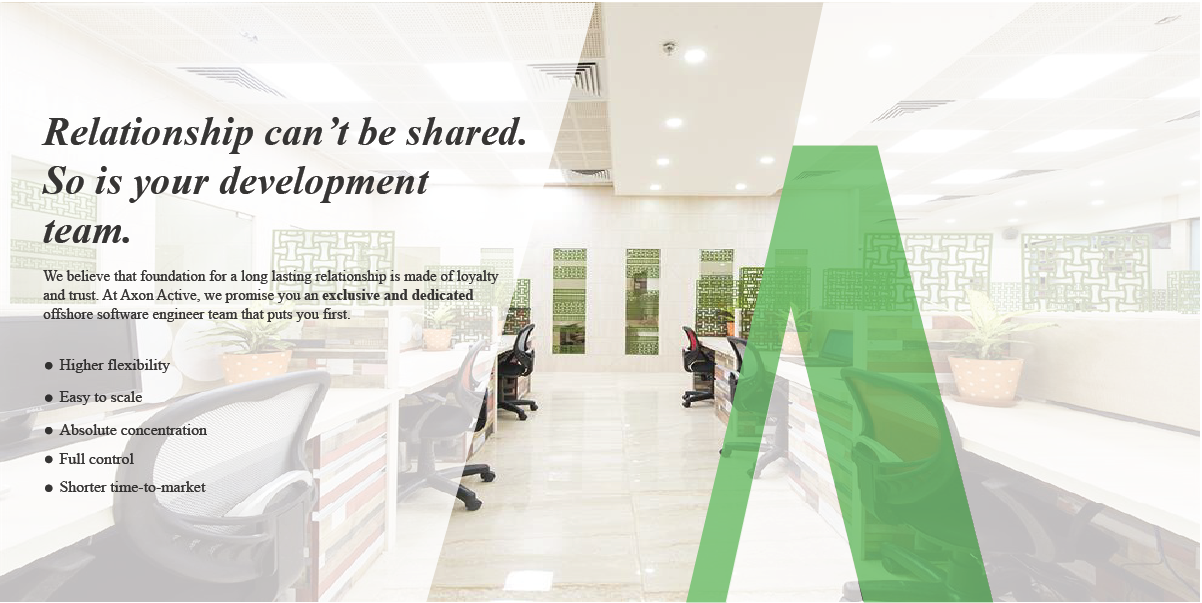 Relationship can’t be shared.
So is your development
team.
We believe that foundation for a long lasting relationship is made of loyalty
and trust. At Axon Active, we promise you an exclusive and dedicated
offshore software engineer team that puts you first.
● Higher flexibility
● Easy to scale
● Absolute concentration
● Full control
● Shorter time-to-market